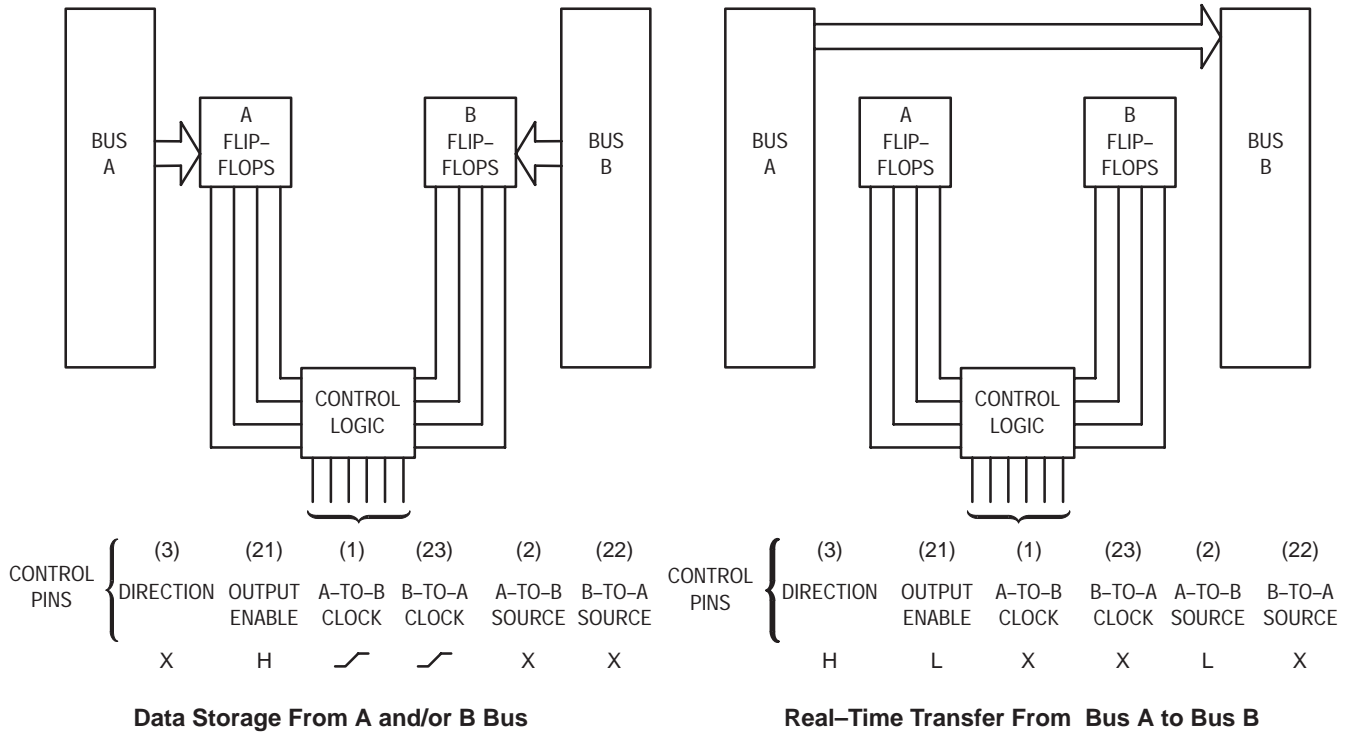 BUS
A
A
FLIP–
FLOPS
B
FLIP–
FLOPS
BUS
B
CONTROL
LOGIC
CONTROL
PINS
(3) (21) (1) (23) (2) (22)
DIRECTION OUTPUT A–TO–B B–TO–A A–TO–B B–TO–A
ENABLE CLOCK CLOCK SOURCE SOURCE
X H X X
Data Storage From A and/or B Bus
BUS
A
A
FLIP–
FLOPS
B
FLIP–
FLOPS
BUS
B
CONTROL
LOGIC
CONTROL
PINS
(3) (21) (1) (23) (2) (22)
DIRECTION OUTPUT A–TO–B B–TO–A A–TO–B B–TO–A
ENABLE CLOCK CLOCK SOURCE SOURCE
H L X X L X
Real–Time Transfer From Bus A to Bus B